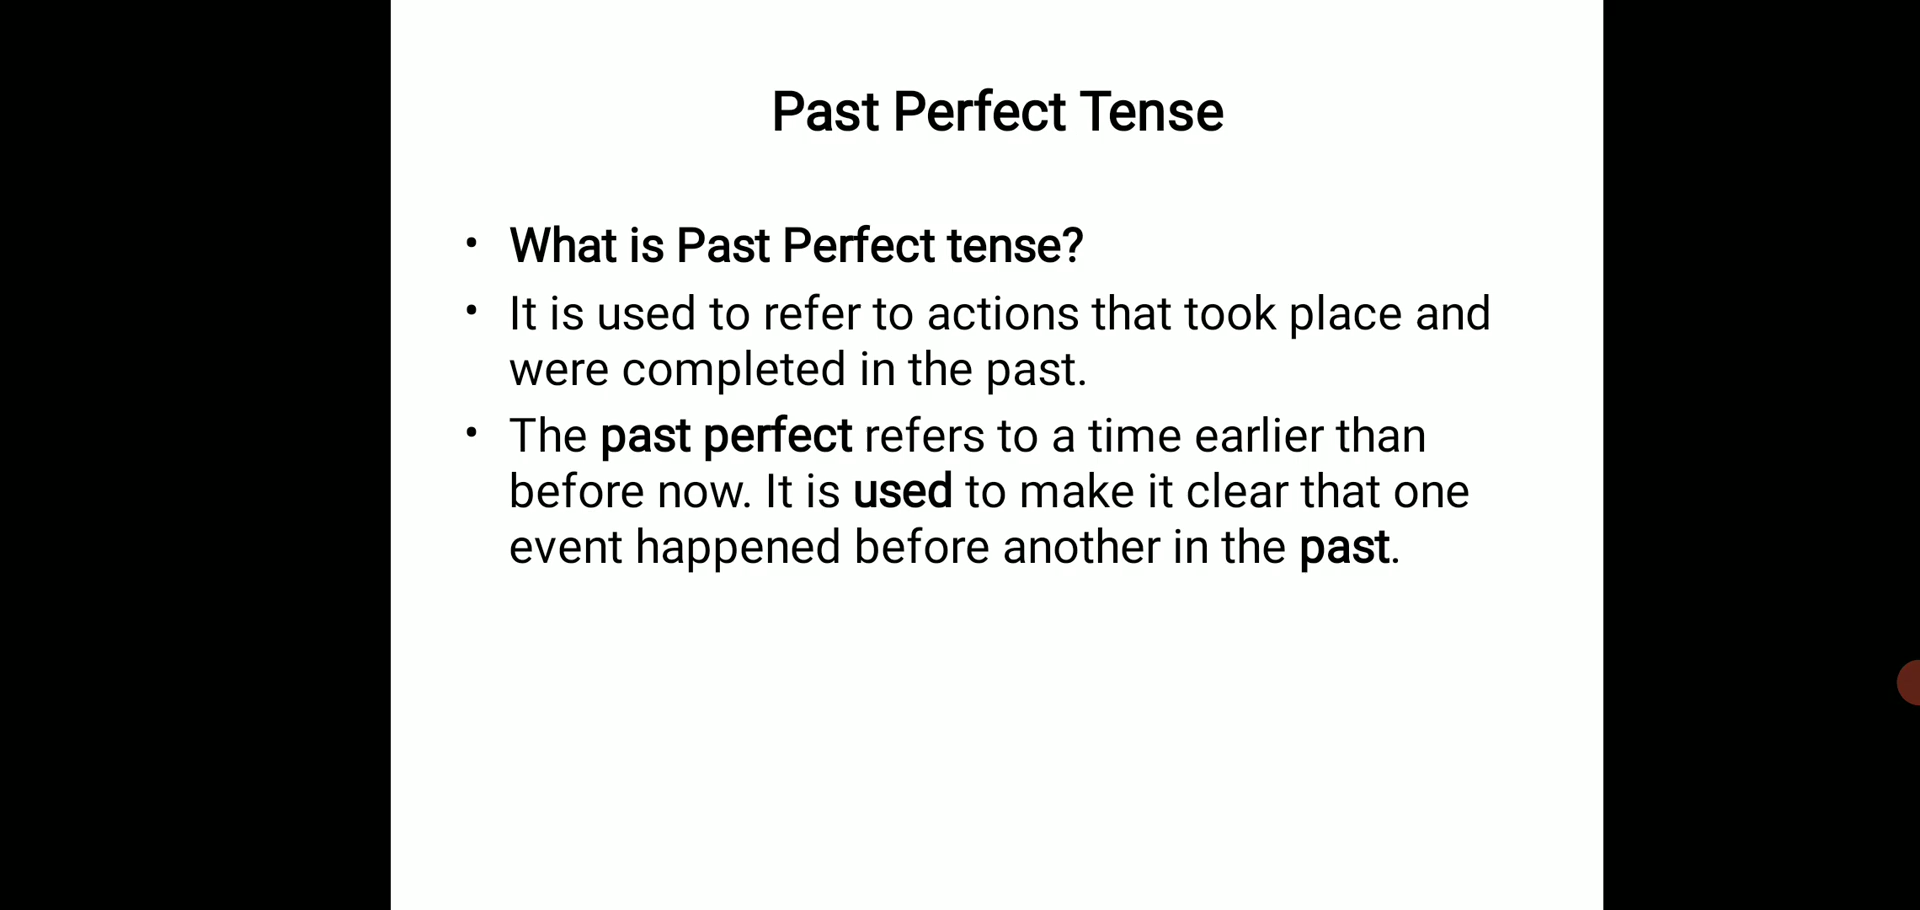 Past Perfect Tense
• What is Past Perfect tense?
• It is used to refer to actions that took place and
were completed in the past.
• The past perfect refers to a time earlier than
before now. It is used to make it clear that one
event happened before another in the past.